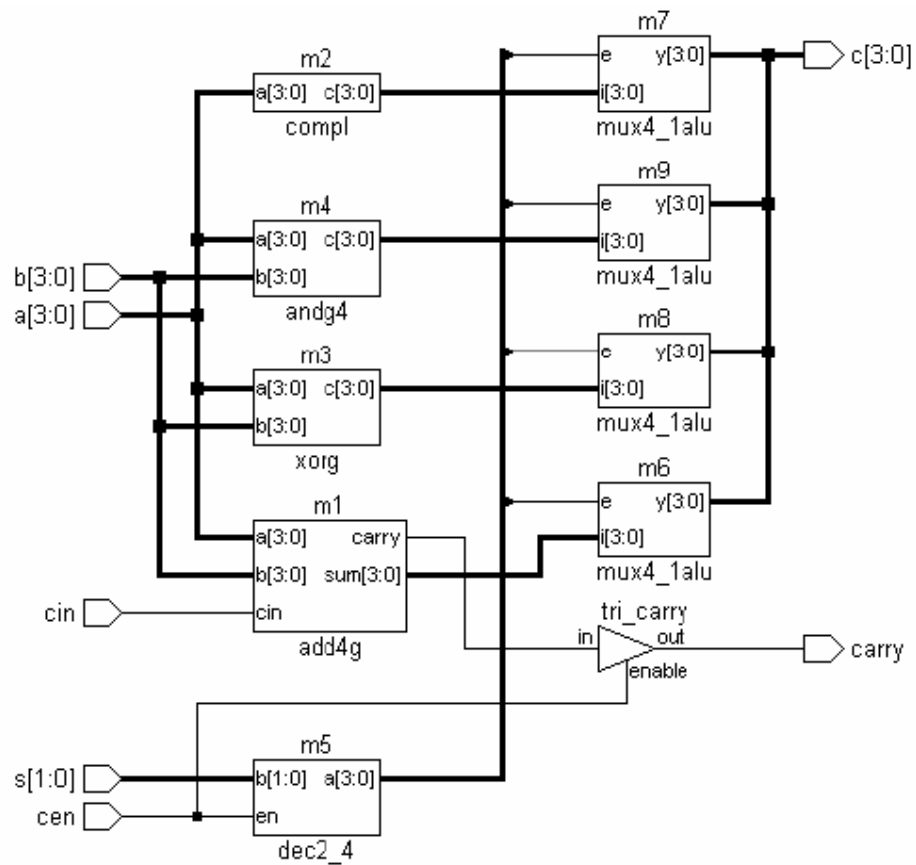 m7
e y[3:0]
i[3:0]
mux4_1alu
c[3:0]
m2
a[3:0] c[3:0]
compl
m9
e y[3:0]
i[3:0]
mux4_1alu
m4
a[3:0] c[3:0]
b[3:0]
andg4
b[3:0]
a[3:0]
m8
e y[3:0]
i[3:0]
mux4_1alu
m3
a[3:0] c[3:0]
b[3:0]
xorg
m6
e y[3:0]
i[3:0]
mux4_1alu
m1
a[3:0] carry
b[3:0] sum[3:0]
cin
add4g
cin
tri_carry
in out
enable
carry
m5
b[1:0] a[3:0]
en
dec2_4
s[1:0]
cen